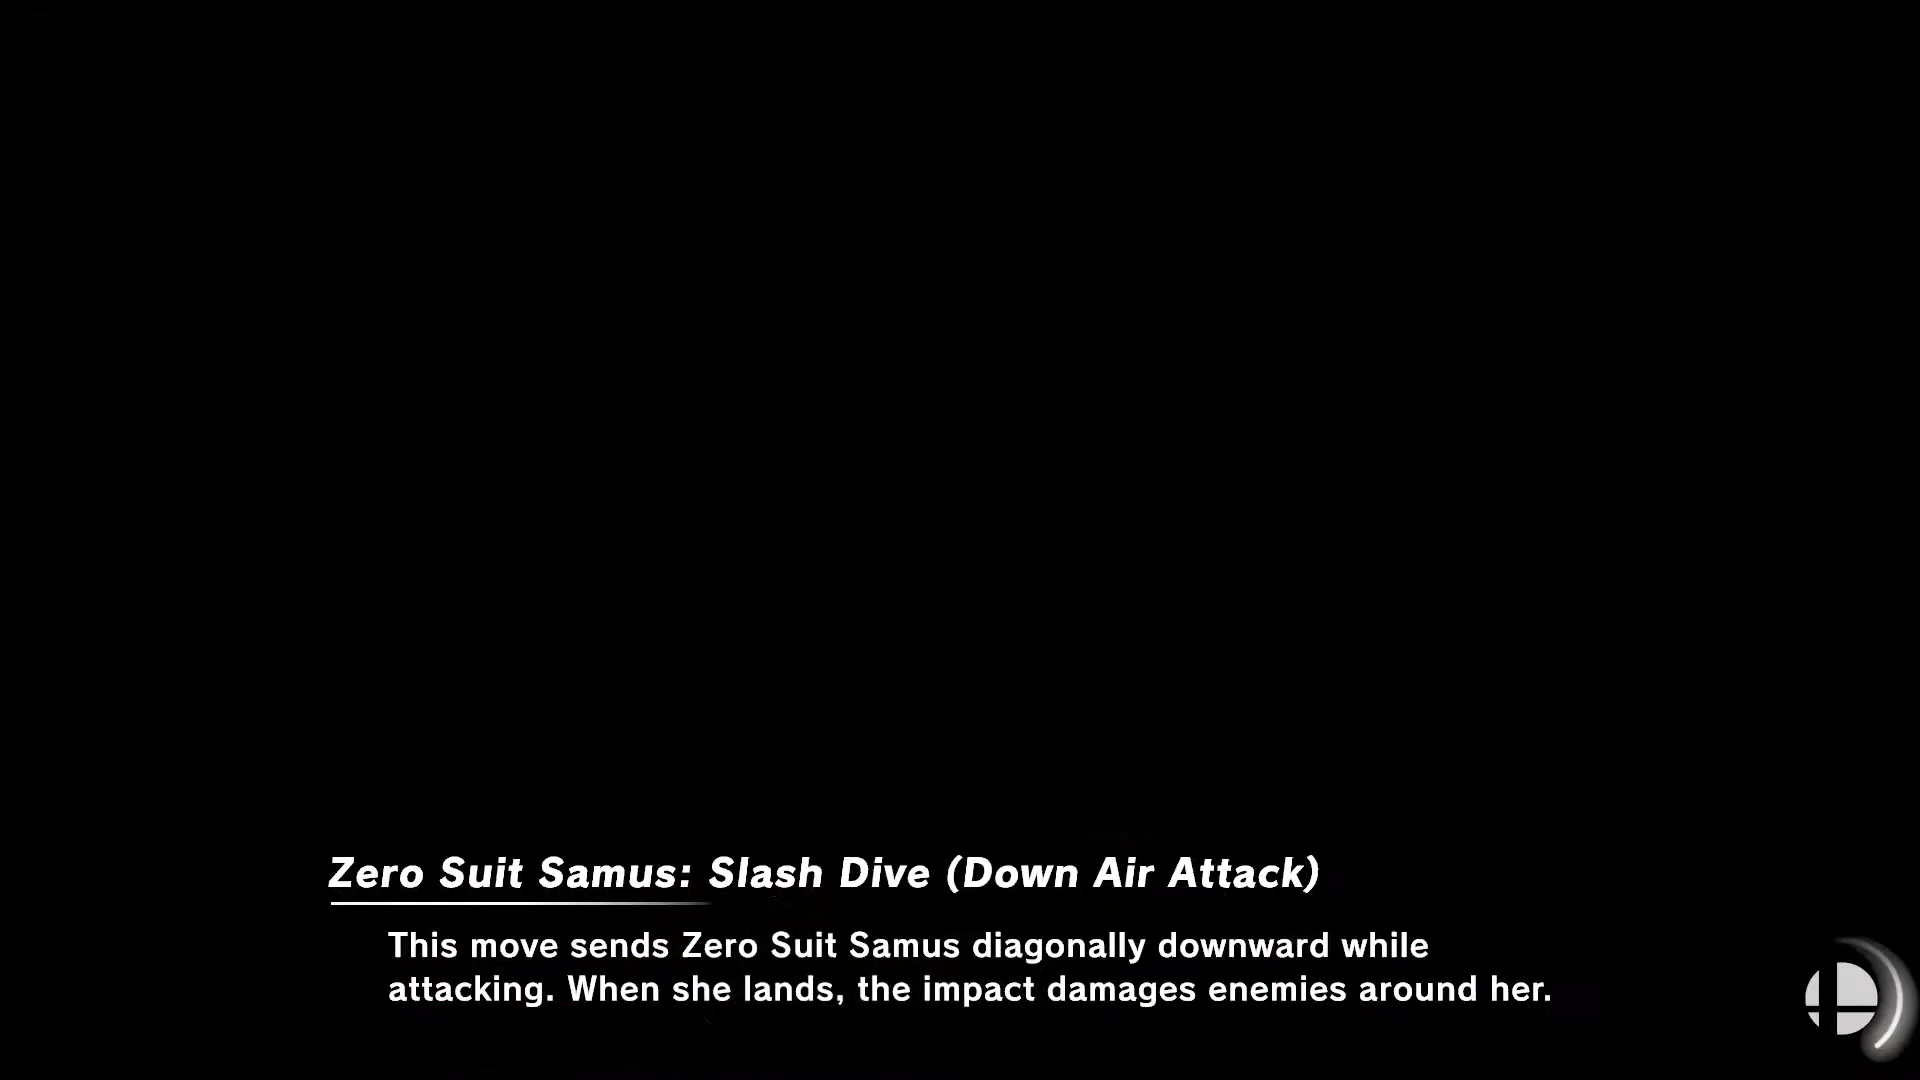 Zero Suit Samus: Slash Dive (Down Air Attack)
This move sends Zero Suit Samus diagonally downward while
attacking. When she lands, the impact damages enemies around her.